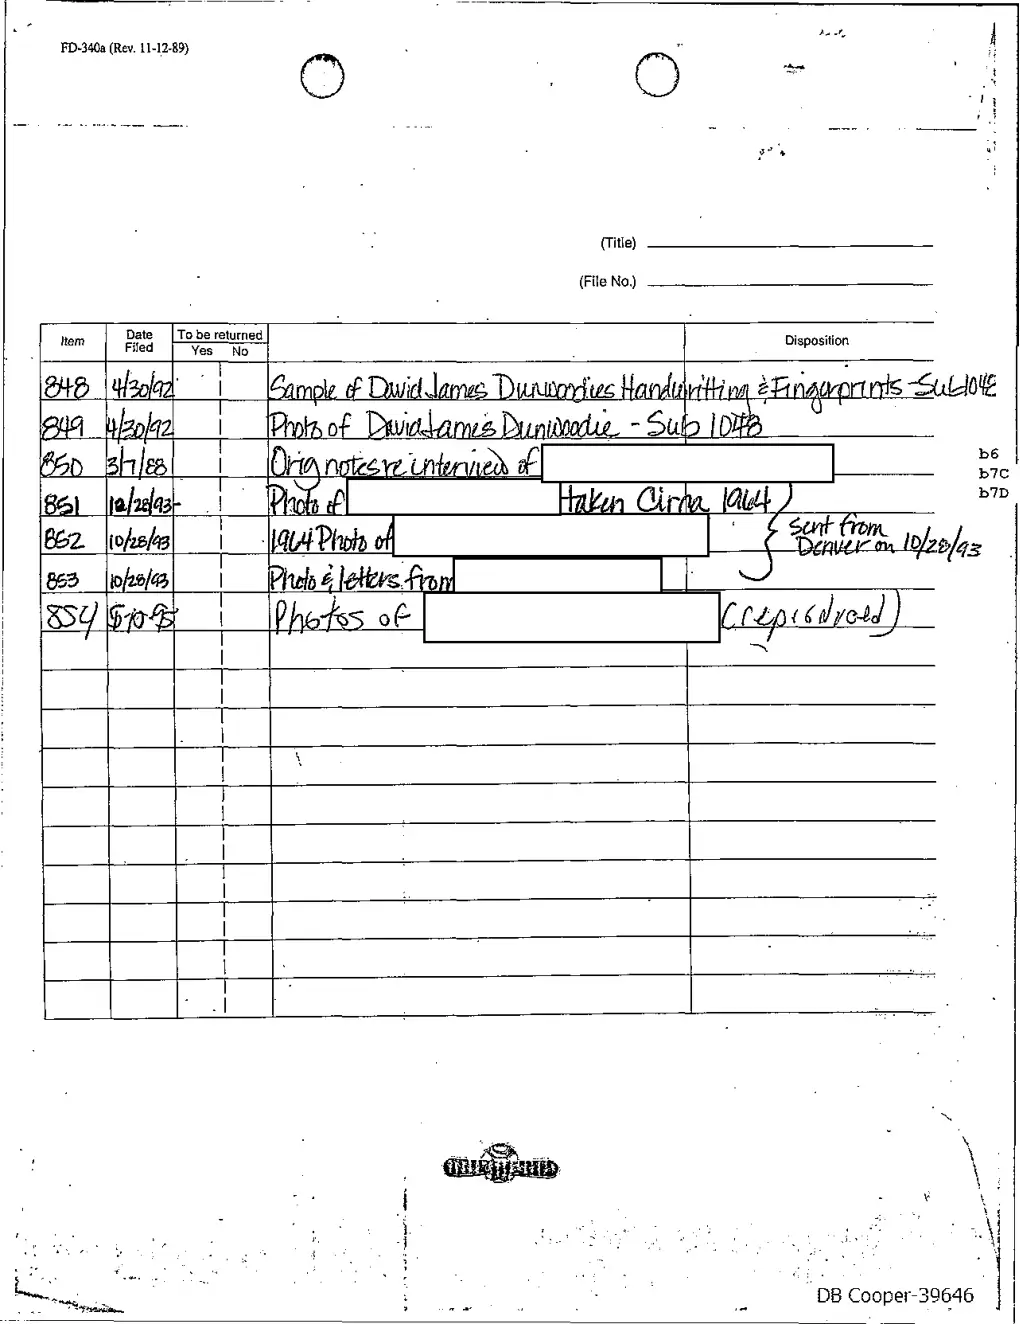 FD-340a (Rev. 11-12-89)
(Title)
(File No.)
Item Date Filed To be returned Yes No Disposition
848 4/30/92 Sample of David James Dunwoodies Handwritting & Fingerprints - Sub 1048
849 4/30/92 Photo of David James Dunwoodie - Sub 1048
850 3/7/88 Orig notes re interview of
b6
b7C
b7D
851 10/28/93 Photo of taken Cirna 1964
852 10/28/93 1964 Photo of
sent from
Denver on 10/28/93
853 10/28/93 Photo & letters from
854 Photos of (reproduced)
DB Cooper-39646